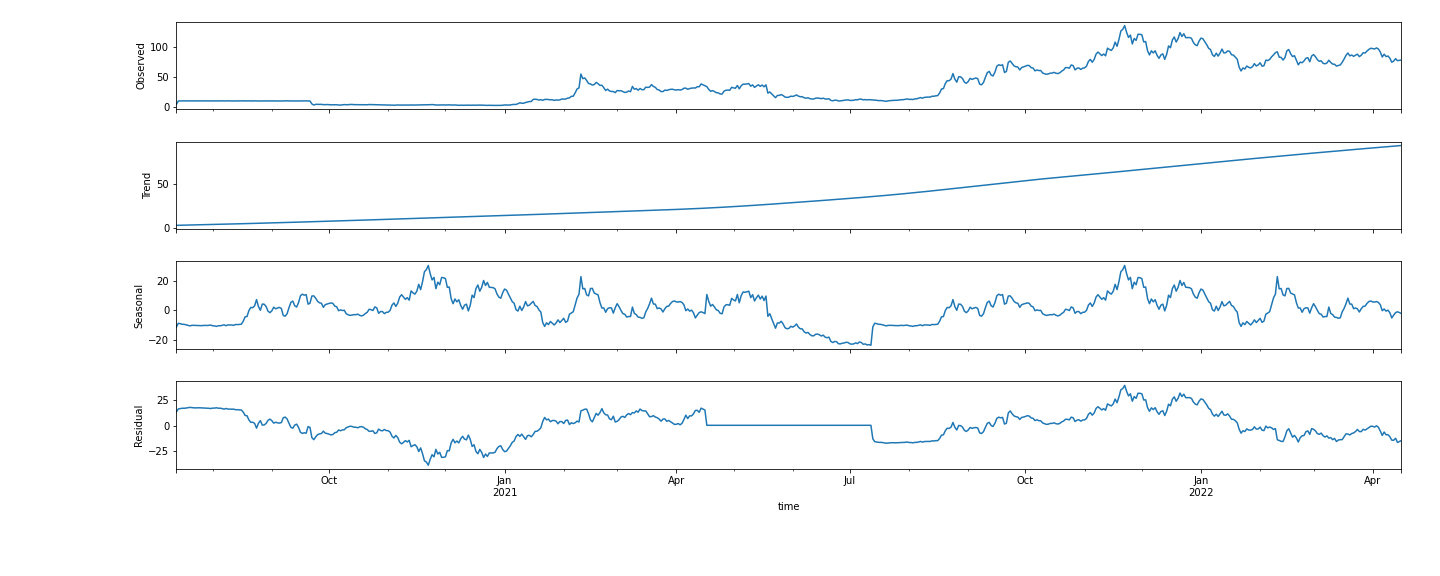 Observed
100
50
0
Trend
50
0
Seasonal
20
0
−20
Residual
25
0
−25
Oct Jan Apr Jul Oct Jan Apr
2021 2022
time